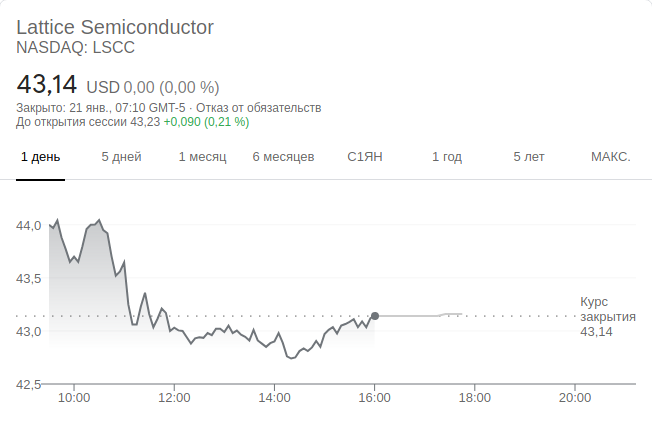 Lattice Semiconductor
NASDAQ: LSCC
43,14 USD 0,00 (0,00 %)
Закрыто: 21 янв., 07:10 GMT-5 · Отказ от обязательств
До открытия сессии 43,23 +0,090 (0,21 %)
1 день 5 дней 1 месяц 6 месяцев С1ЯН 1 год 5 лет МАКС.
44,0
43,5
Курс
закрытия
43,14
43,0
42,5
10:00 12:00 14:00 16:00 18:00 20:00